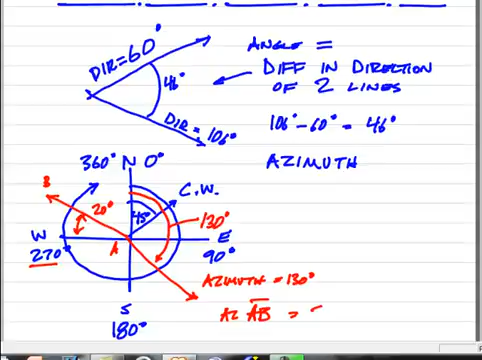 DIR=60°
46°
DIR = 106°
ANGLE =
DIFF IN DIRECTION
OF 2 LINES
106° - 60° = 46°
AZIMUTH
360° N 0°
C.W.
B
20°
45°
130°
W
270°
A
E
90°
S
180°
AZIMUTH = 130°
AZ AB =